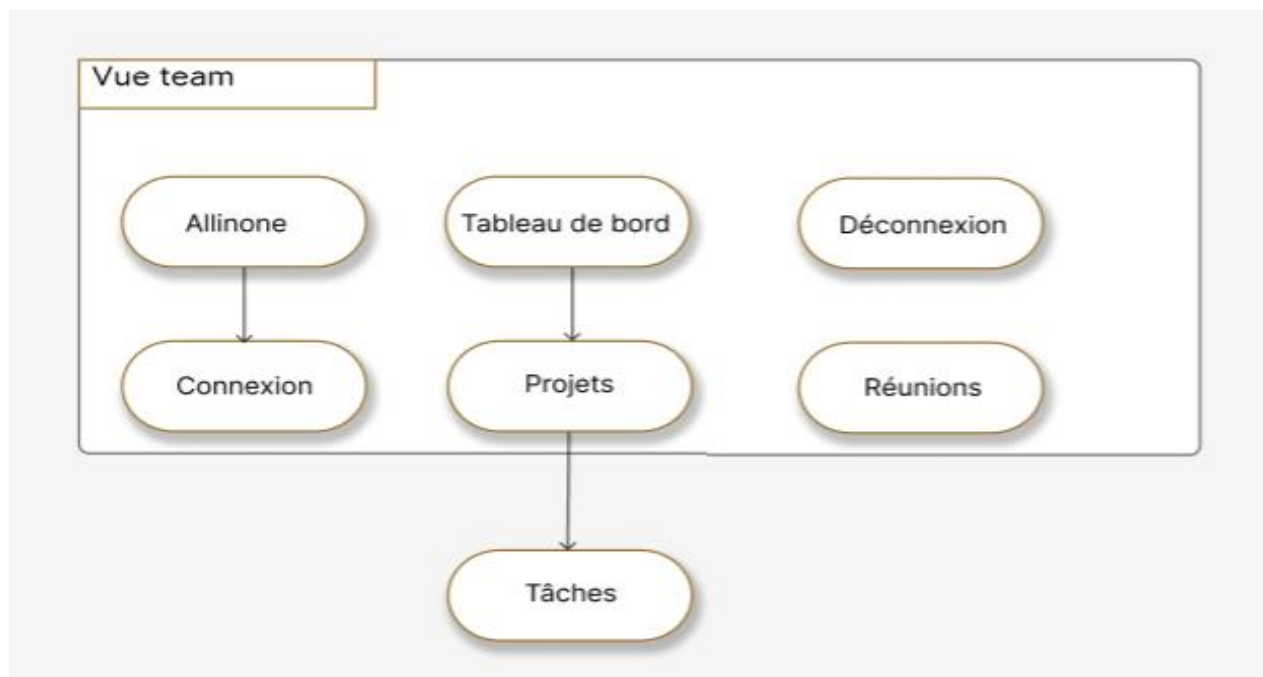 Vue team
Allinone
Tableau de bord
Déconnexion
Connexion
Projets
Réunions
Tâches